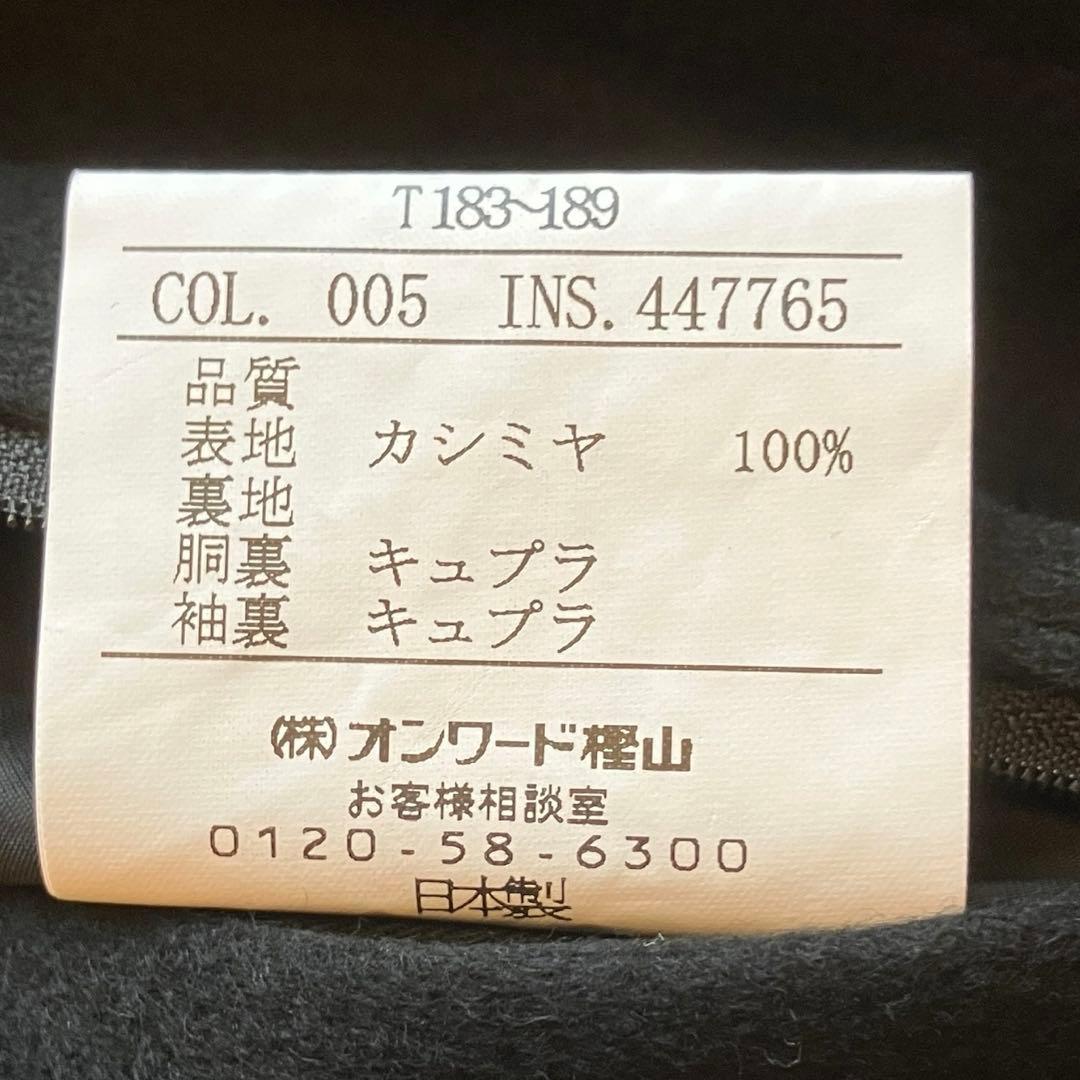 T183~189
COL. 005 INS.447765
品質
表地 カシミヤ 100%
裏地
胴裏 キュプラ
袖裏 キュプラ
(株)オンワード樫山
お客様相談室
0120-58-6300
日本製